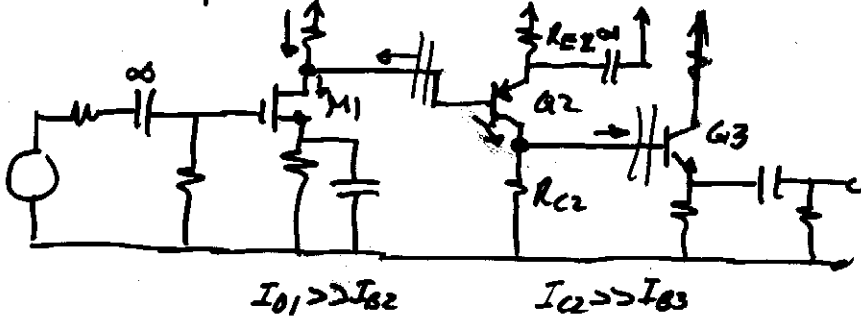 ∞ M1 R_E2 ∞ Q2 Q3
R_C2
I_D1 >> I_B2 I_C2 >> I_B3